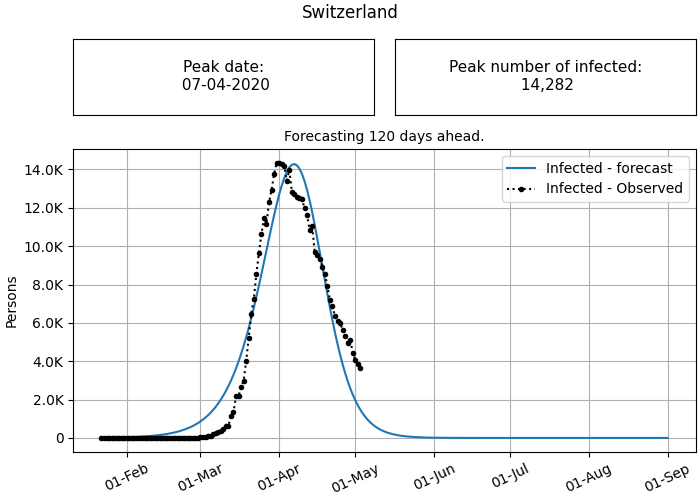 Switzerland
Peak date:
07-04-2020
Peak number of infected:
14,282
Forecasting 120 days ahead.
Infected - forecast
Infected - Observed
Persons
14.0K
12.0K
10.0K
8.0K
6.0K
4.0K
2.0K
0
01-Feb
01-Mar
01-Apr
01-May
01-Jun
01-Jul
01-Aug
01-Sep